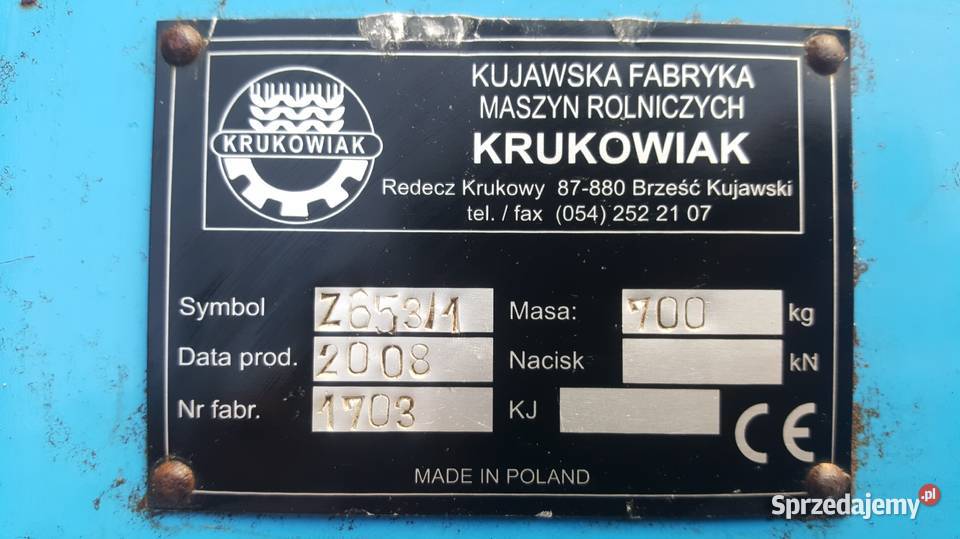 KRUKOWIAK
KUJAWSKA FABRYKA
MASZYN ROLNICZYCH
KRUKOWIAK
Redecz Krukowy 87-880 Brześć Kujawski
tel. / fax (054) 252 21 07
Symbol Z653/1 Masa: 700 kg
Data prod. 2008 Nacisk kN
Nr fabr. 1703 KJ
CE
MADE IN POLAND
Sprzedajemy.pl